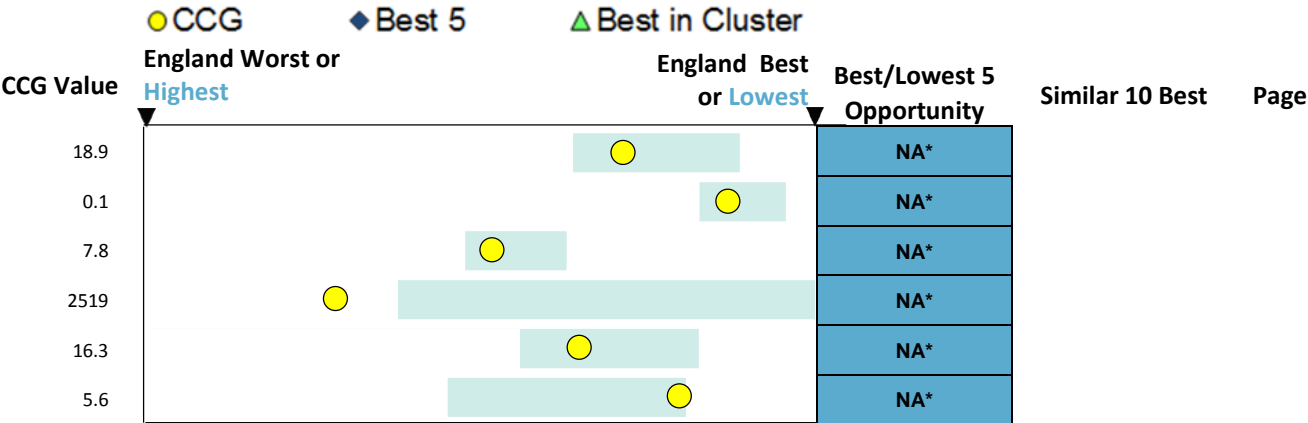 CCG Best 5 Best in Cluster
CCG Value
England Worst or
Highest
England Best
or Lowest
Best/Lowest 5
Opportunity
Similar 10 Best
Page
18.9 NA*
0.1 NA*
7.8 NA*
2519 NA*
16.3 NA*
5.6 NA*